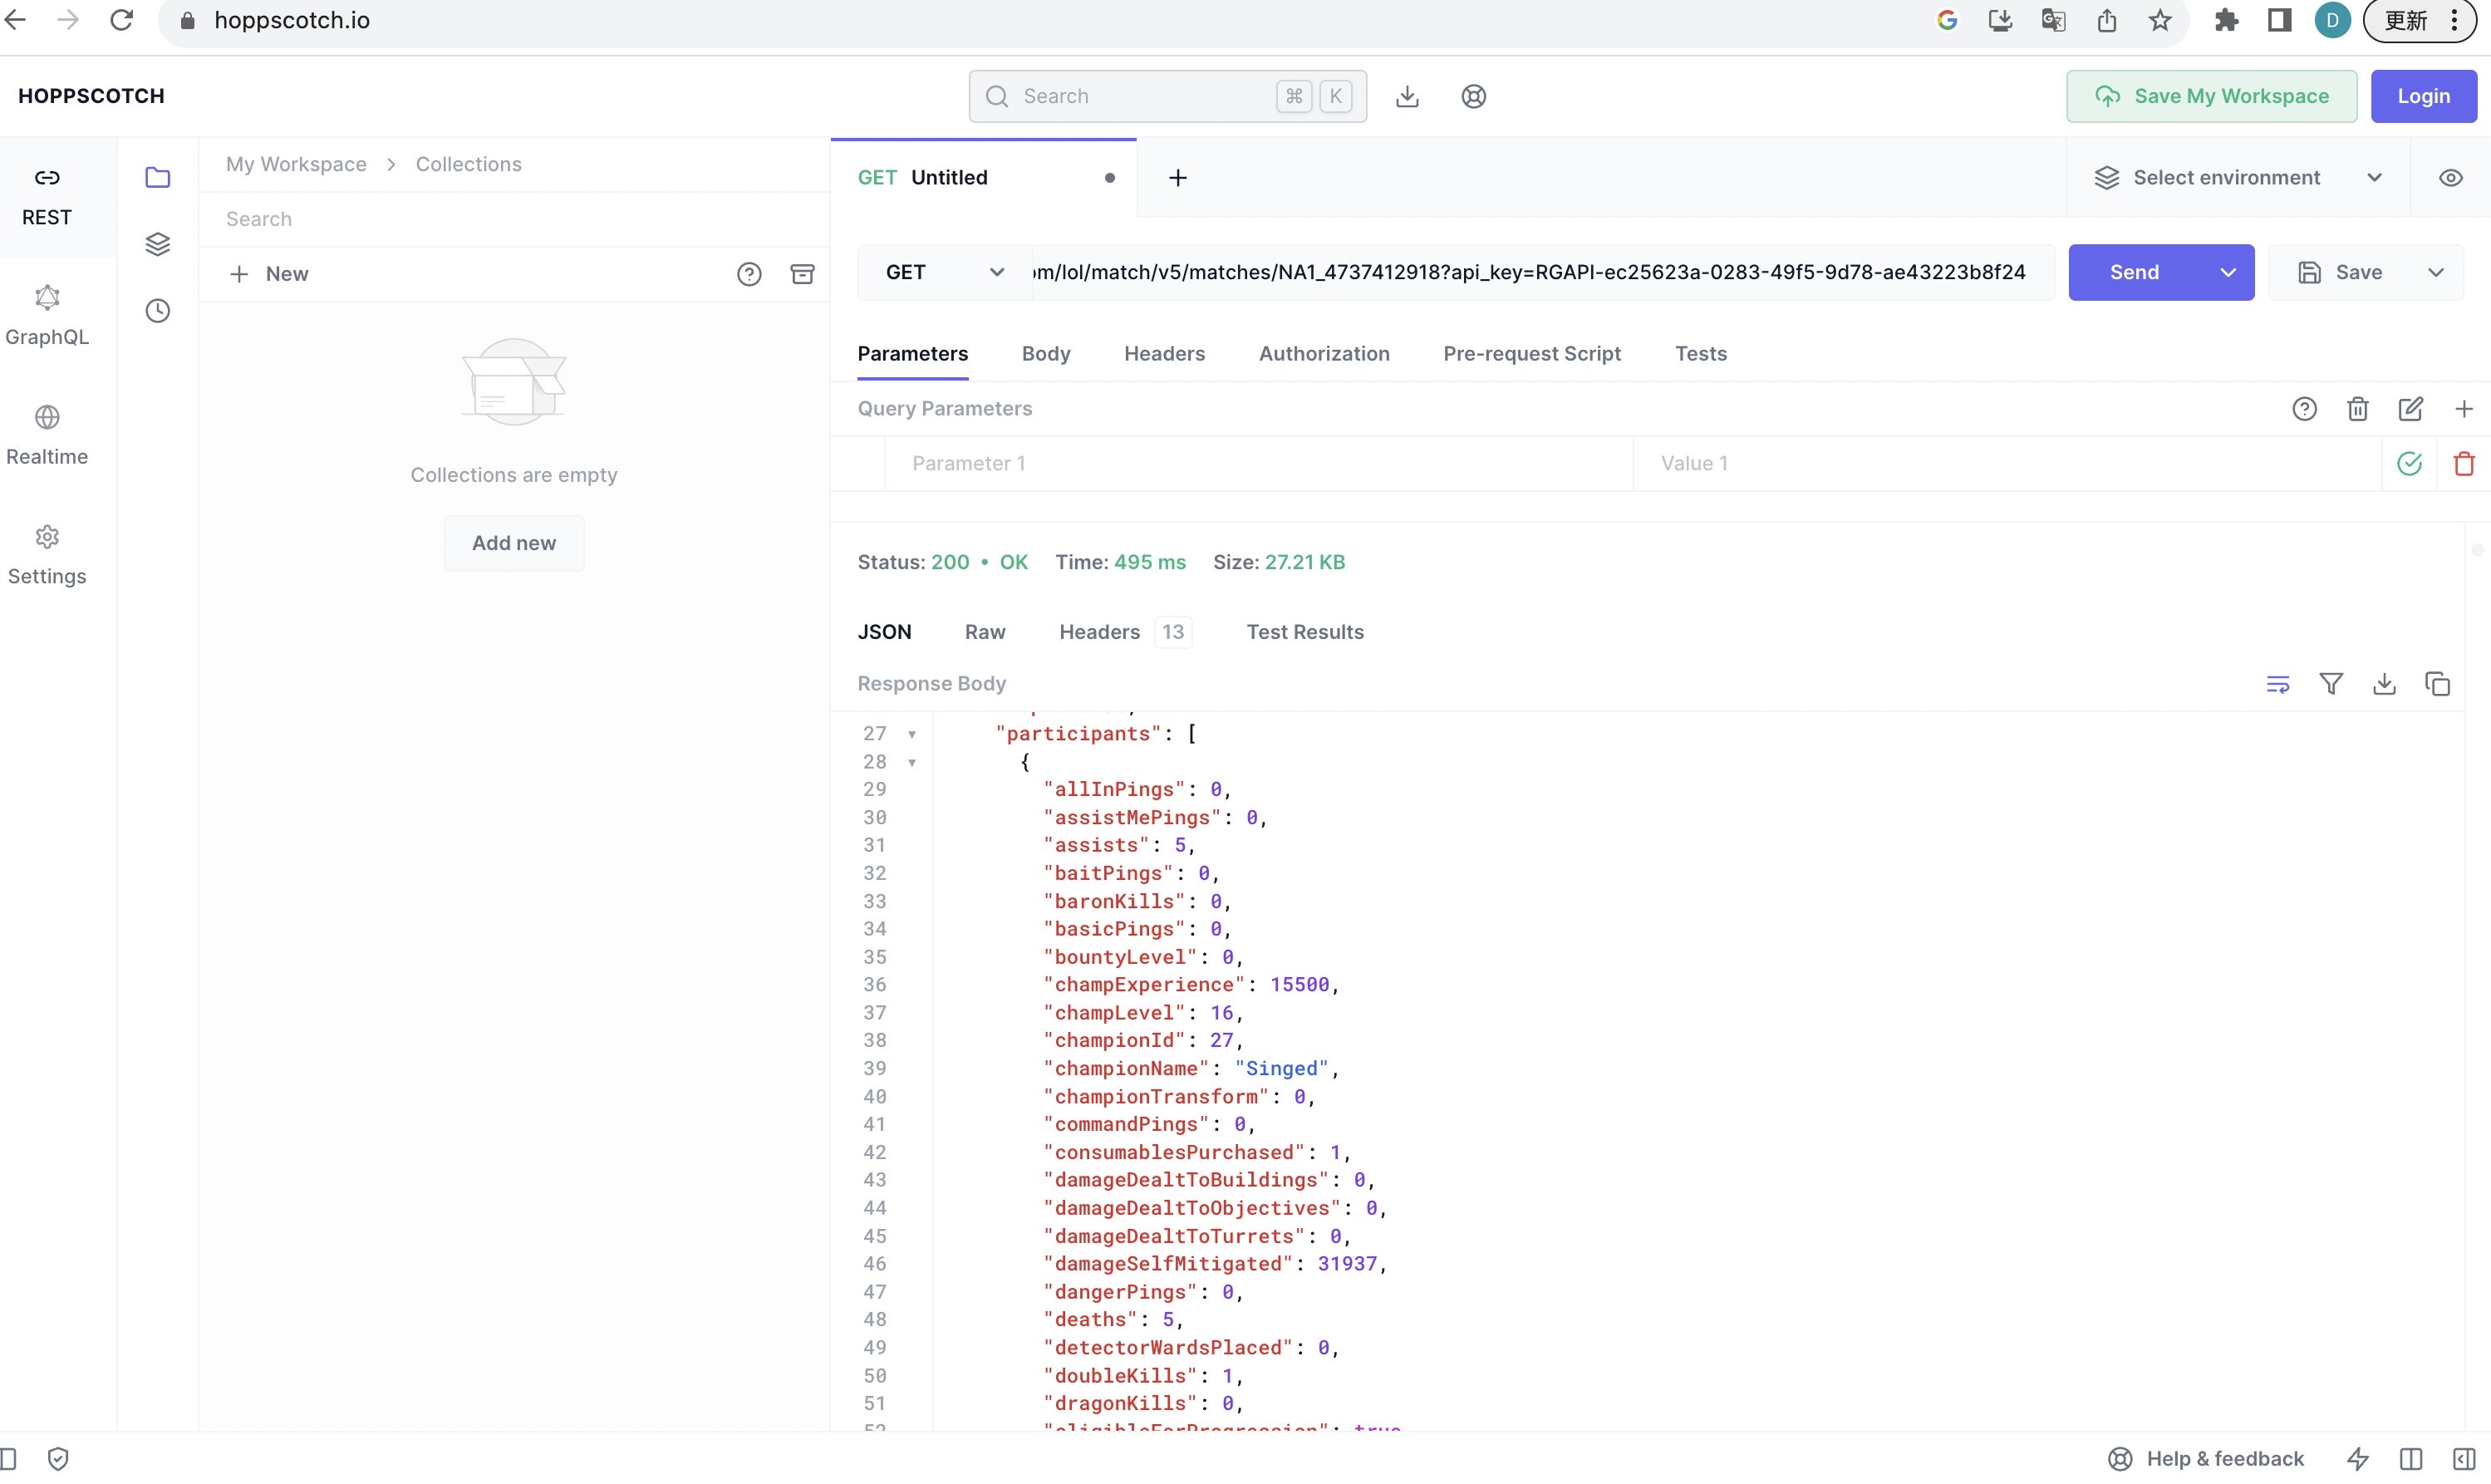 hoppscotch.io
D
更新
HOPPSCOTCH
Search
⌘ K
Save My Workspace
Login
REST
GraphQL
Realtime
Settings
My Workspace > Collections
Search
+ New
Collections are empty
Add new
GET Untitled
Select environment
GET
om/lol/match/v5/matches/NA1_4737412918?api_key=RGAPI-ec25623a-0283-49f5-9d78-ae43223b8f24
Send
Save
Parameters Body Headers Authorization Pre-request Script Tests
Query Parameters
Parameter 1 Value 1
Status: 200 • OK Time: 495 ms Size: 27.21 KB
JSON Raw Headers 13 Test Results
Response Body
27 "participants": [
28 {
29 "allInPings": 0,
30 "assistMePings": 0,
31 "assists": 5,
32 "baitPings": 0,
33 "baronKills": 0,
34 "basicPings": 0,
35 "bountyLevel": 0,
36 "champExperience": 15500,
37 "champLevel": 16,
38 "championId": 27,
39 "championName": "Singed",
40 "championTransform": 0,
41 "commandPings": 0,
42 "consumablesPurchased": 1,
43 "damageDealtToBuildings": 0,
44 "damageDealtToObjectives": 0,
45 "damageDealtToTurrets": 0,
46 "damageSelfMitigated": 31937,
47 "dangerPings": 0,
48 "deaths": 5,
49 "detectorWardsPlaced": 0,
50 "doubleKills": 1,
51 "dragonKills": 0,
52 "eligibleForProgression": true
Help & feedback